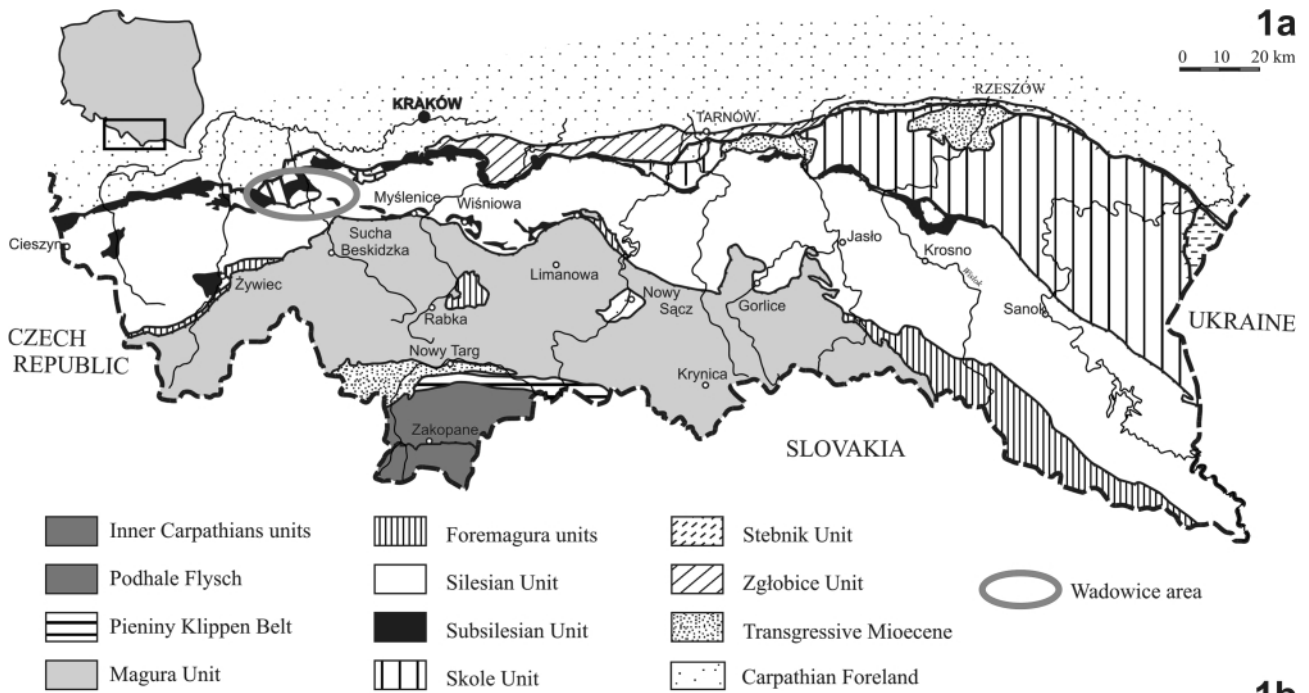 1a
0 10 20 km
KRAKÓW
RZESZÓW
TARNÓW
Myślenice
Wiśniowa
Cieszyn
Sucha
Beskidzka
Jasło
Krosno
Limanowa
Żywiec
Wisłok
Nowy
Sącz
Gorlice
Rabka
Sanok
UKRAINE
CZECH
REPUBLIC
Nowy Targ
Krynica
Zakopane
SLOVAKIA
Inner Carpathians units
Podhale Flysch
Pieniny Klippen Belt
Magura Unit
Foremagura units
Silesian Unit
Subsilesian Unit
Skole Unit
Stebnik Unit
Zgłobice Unit
Transgressive Mioecene
Carpathian Foreland
Wadowice area